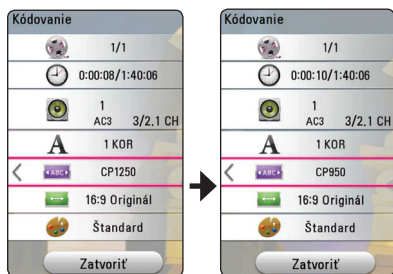 Kódovanie
1/1
0:00:08/1:40:06
1
AC3 3/2.1 CH
A 1 KOR
ABC CP1250
16:9 Originál
Štandard
Zatvoriť
Kódovanie
1/1
0:00:10/1:40:06
1
AC3 3/2.1 CH
A 1 KOR
ABC CP950
16:9 Originál
Štandard
Zatvoriť